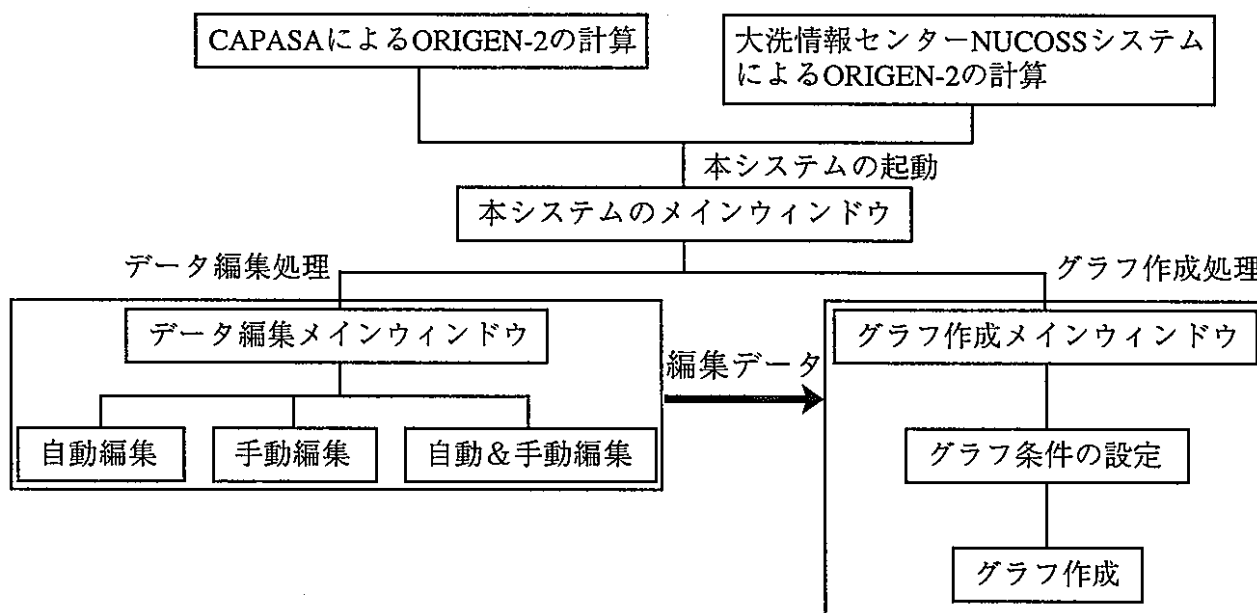 CAPASAによるORIGEN-2の計算
大洗情報センターNUCOSSシステム
によるORIGEN-2の計算
本システムの起動
本システムのメインウィンドウ
データ編集処理
グラフ作成処理
データ編集メインウィンドウ
グラフ作成メインウィンドウ
編集データ
自動編集
手動編集
自動＆手動編集
グラフ条件の設定
グラフ作成